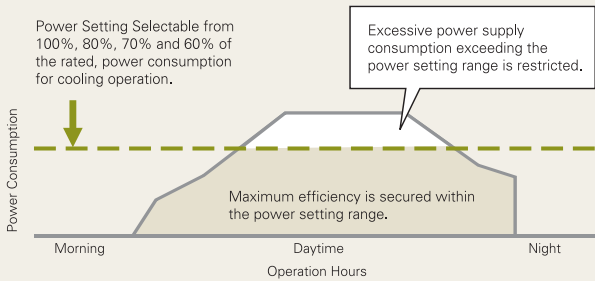 Power Setting Selectable from
100%, 80%, 70% and 60% of
the rated, power consumption
for cooling operation.
Excessive power supply
consumption exceeding the
power setting range is restricted.
Power Consumption
Maximum efficiency is secured within
the power setting range.
Morning
Daytime
Night
Operation Hours